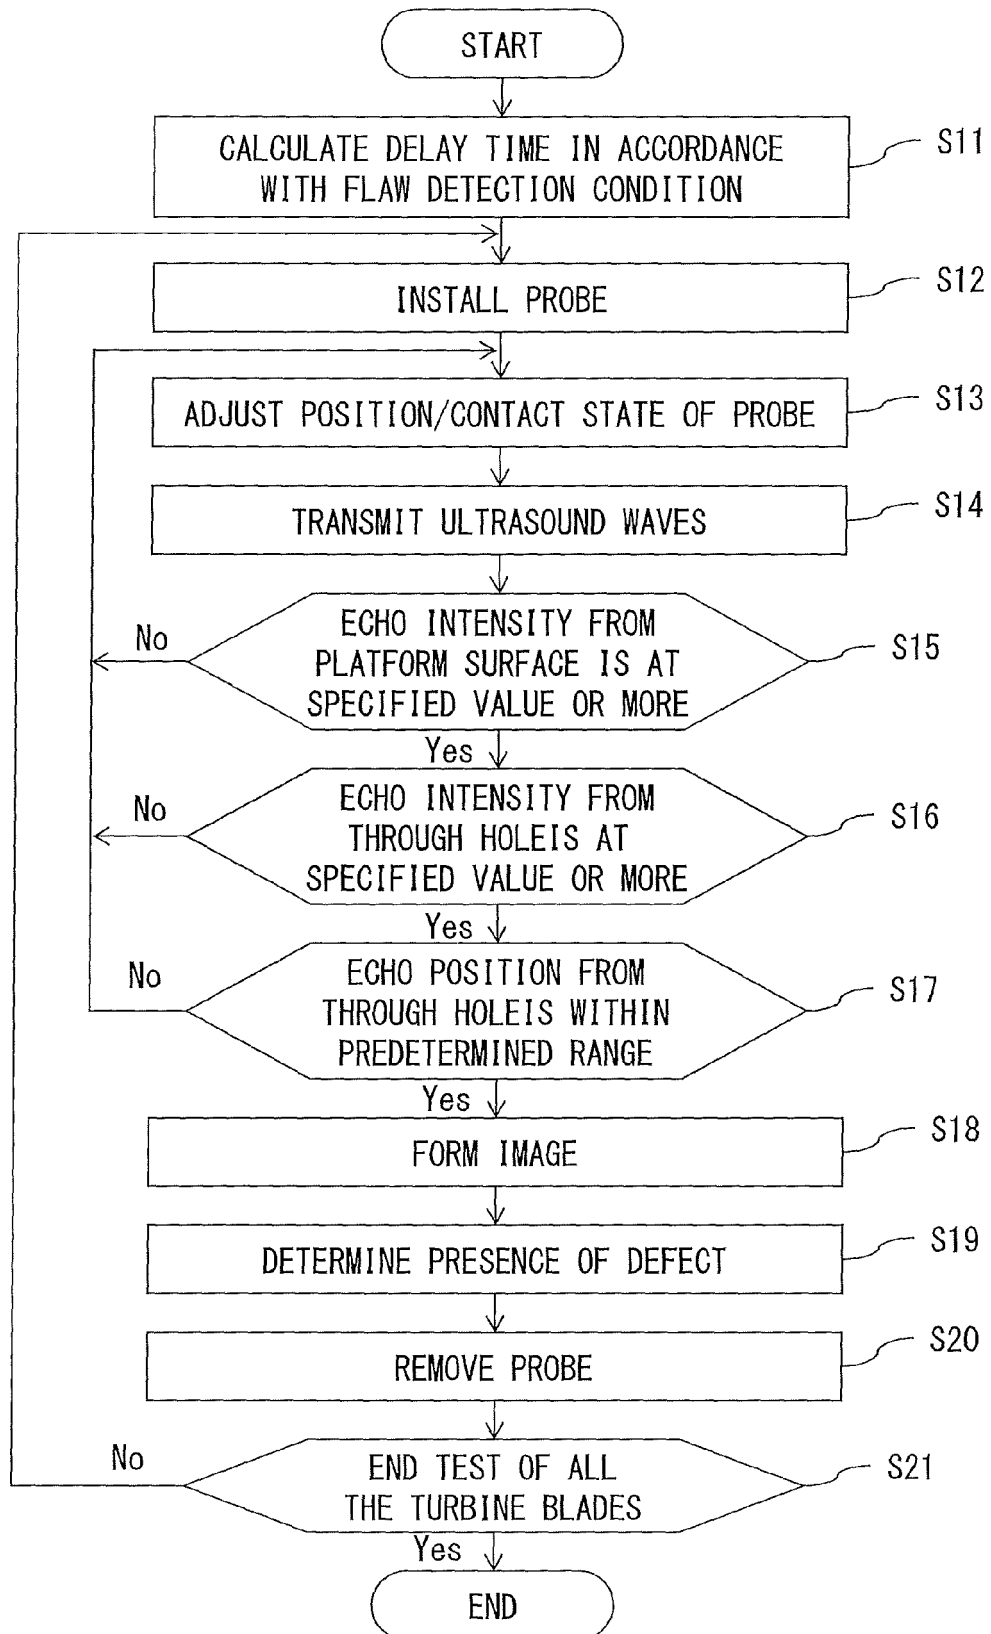 START
CALCULATE DELAY TIME IN ACCORDANCE
WITH FLAW DETECTION CONDITION
S11
INSTALL PROBE
S12
ADJUST POSITION/CONTACT STATE OF PROBE
S13
TRANSMIT ULTRASOUND WAVES
S14
ECHO INTENSITY FROM
PLATFORM SURFACE IS AT
SPECIFIED VALUE OR MORE
S15
No
Yes
ECHO INTENSITY FROM
THROUGH HOLEIS AT
SPECIFIED VALUE OR MORE
S16
No
Yes
ECHO POSITION FROM
THROUGH HOLEIS WITHIN
PREDETERMINED RANGE
S17
No
Yes
FORM IMAGE
S18
DETERMINE PRESENCE OF DEFECT
S19
REMOVE PROBE
S20
END TEST OF ALL
THE TURBINE BLADES
S21
No
Yes
END